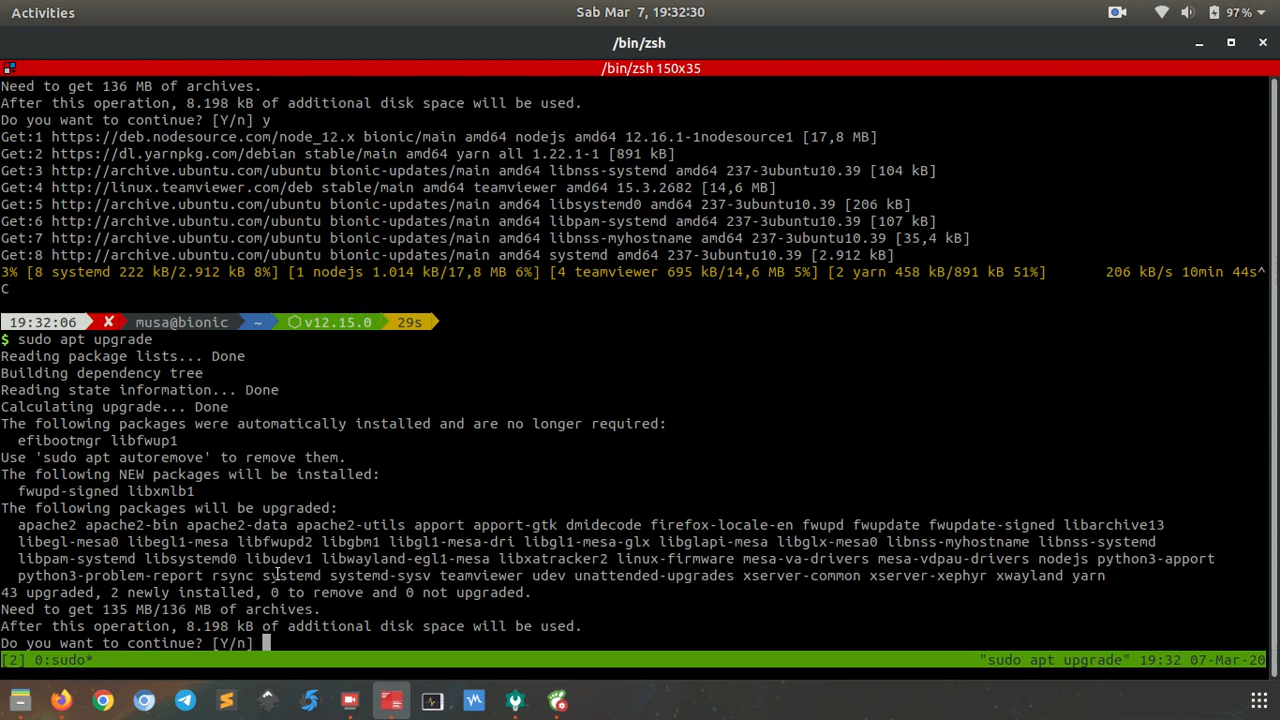 Activities
Sab Mar 7, 19:32:30
97%
/bin/zsh
/bin/zsh 150x35
Need to get 136 MB of archives.
After this operation, 8.198 kB of additional disk space will be used.
Do you want to continue? [Y/n] y
Get:1 https://deb.nodesource.com/node_12.x bionic/main amd64 nodejs amd64 12.16.1-1nodesource1 [17,8 MB]
Get:2 https://dl.yarnpkg.com/debian stable/main amd64 yarn all 1.22.1-1 [891 kB]
Get:3 http://archive.ubuntu.com/ubuntu bionic-updates/main amd64 libnss-systemd amd64 237-3ubuntu10.39 [104 kB]
Get:4 http://linux.teamviewer.com/deb stable/main amd64 teamviewer amd64 15.3.2682 [14,6 MB]
Get:5 http://archive.ubuntu.com/ubuntu bionic-updates/main amd64 libsystemd0 amd64 237-3ubuntu10.39 [206 kB]
Get:6 http://archive.ubuntu.com/ubuntu bionic-updates/main amd64 libpam-systemd amd64 237-3ubuntu10.39 [107 kB]
Get:7 http://archive.ubuntu.com/ubuntu bionic-updates/main amd64 libnss-myhostname amd64 237-3ubuntu10.39 [35,4 kB]
Get:8 http://archive.ubuntu.com/ubuntu bionic-updates/main amd64 systemd amd64 237-3ubuntu10.39 [2.912 kB]
3% [8 systemd 222 kB/2.912 kB 8%] [1 nodejs 1.014 kB/17,8 MB 6%] [4 teamviewer 695 kB/14,6 MB 5%] [2 yarn 458 kB/891 kB 51%] 206 kB/s 10min 44s^
C
19:32:06 ✘ musa@bionic ~ ⬡ v12.15.0 29s
$ sudo apt upgrade
Reading package lists... Done
Building dependency tree
Reading state information... Done
Calculating upgrade... Done
The following packages were automatically installed and are no longer required:
efibootmgr libfwup1
Use 'sudo apt autoremove' to remove them.
The following NEW packages will be installed:
fwupd-signed libxmlb1
The following packages will be upgraded:
apache2 apache2-bin apache2-data apache2-utils apport apport-gtk dmidecode firefox-locale-en fwupd fwupdate fwupdate-signed libarchive13
libegl-mesa0 libegl1-mesa libfwupd2 libgbm1 libgl1-mesa-dri libgl1-mesa-glx libglapi-mesa libglx-mesa0 libnss-myhostname libnss-systemd
libpam-systemd libsystemd0 libudev1 libwayland-egl1-mesa libxatracker2 linux-firmware mesa-va-drivers mesa-vdpau-drivers nodejs python3-apport
python3-problem-report rsync systemd systemd-sysv teamviewer udev unattended-upgrades xserver-common xserver-xephyr xwayland yarn
43 upgraded, 2 newly installed, 0 to remove and 0 not upgraded.
Need to get 135 MB/136 MB of archives.
After this operation, 8.198 kB of additional disk space will be used.
Do you want to continue? [Y/n]
[2] 0:sudo* "sudo apt upgrade" 19:32 07-Mar-20